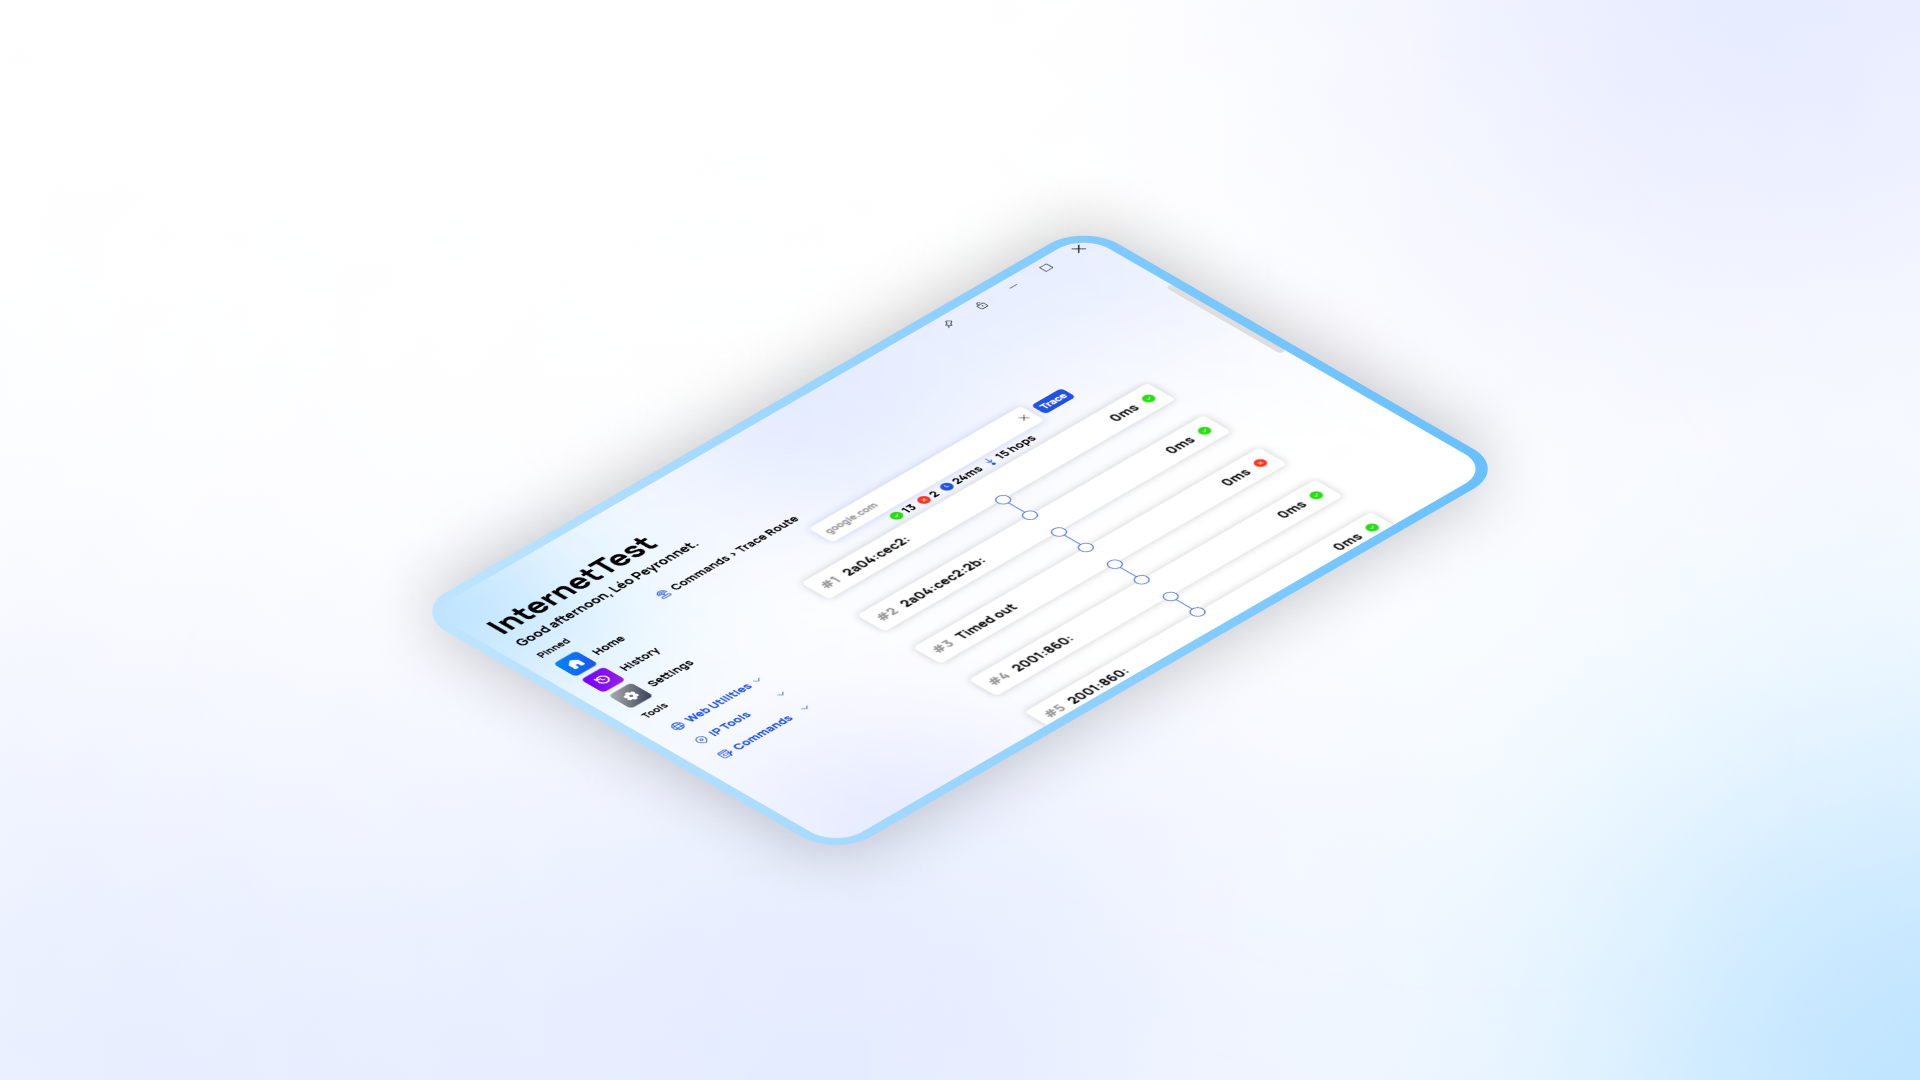 InternetTest
Good afternoon, Léo Peyronnet.
Pinned
Home
History
Settings
Tools
Web Utilities
IP Tools
Commands
Commands › Trace Route
google.com
Trace
13 2 24ms 15 hops
#1 2a04:cec2: 0ms
#2 2a04:cec2:2b: 0ms
#3 Timed out 0ms
#4 2001:860: 0ms
#5 2001:860: 0ms